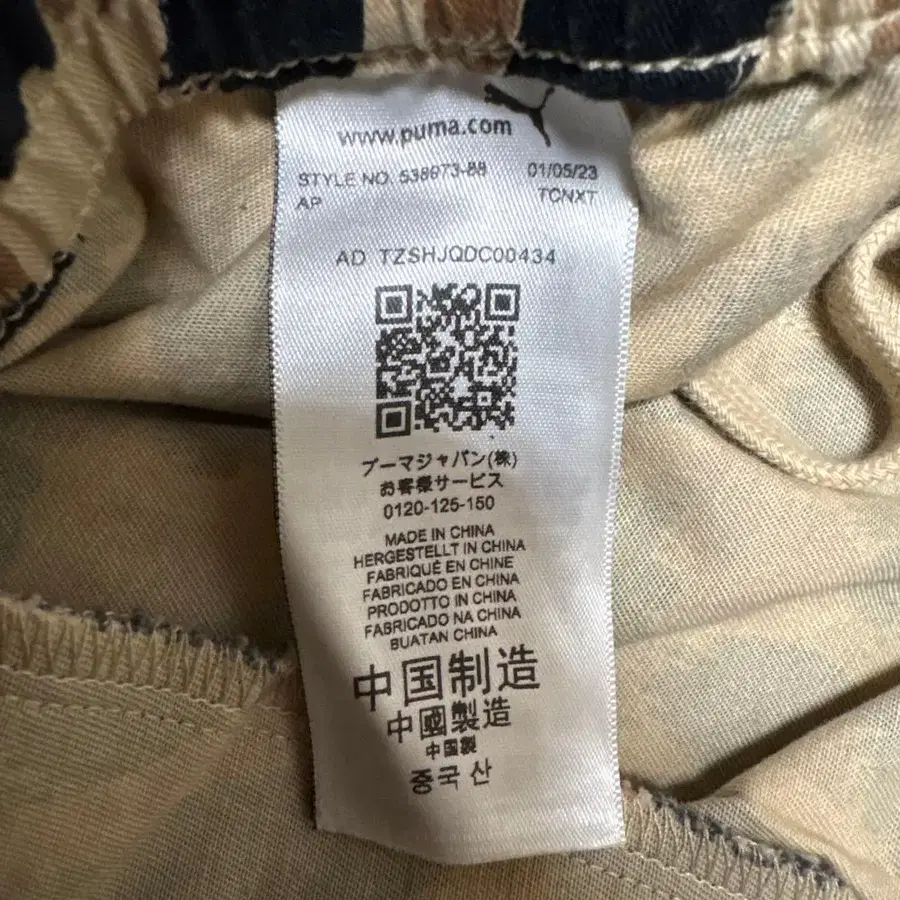 www.puma.com
STYLE NO. 538973-88 01/05/23
AP TCNXT
AD TZSHJQDC00434
プーマジャパン(株)
お客様サービス
0120-125-150
MADE IN CHINA
HERGESTELLT IN CHINA
FABRIQUÉ EN CHINE
FABRICADO EN CHINA
PRODOTTO IN CHINA
FABRICADO NA CHINA
BUATAN CHINA
中国制造
中國製造
中国製
중국 산